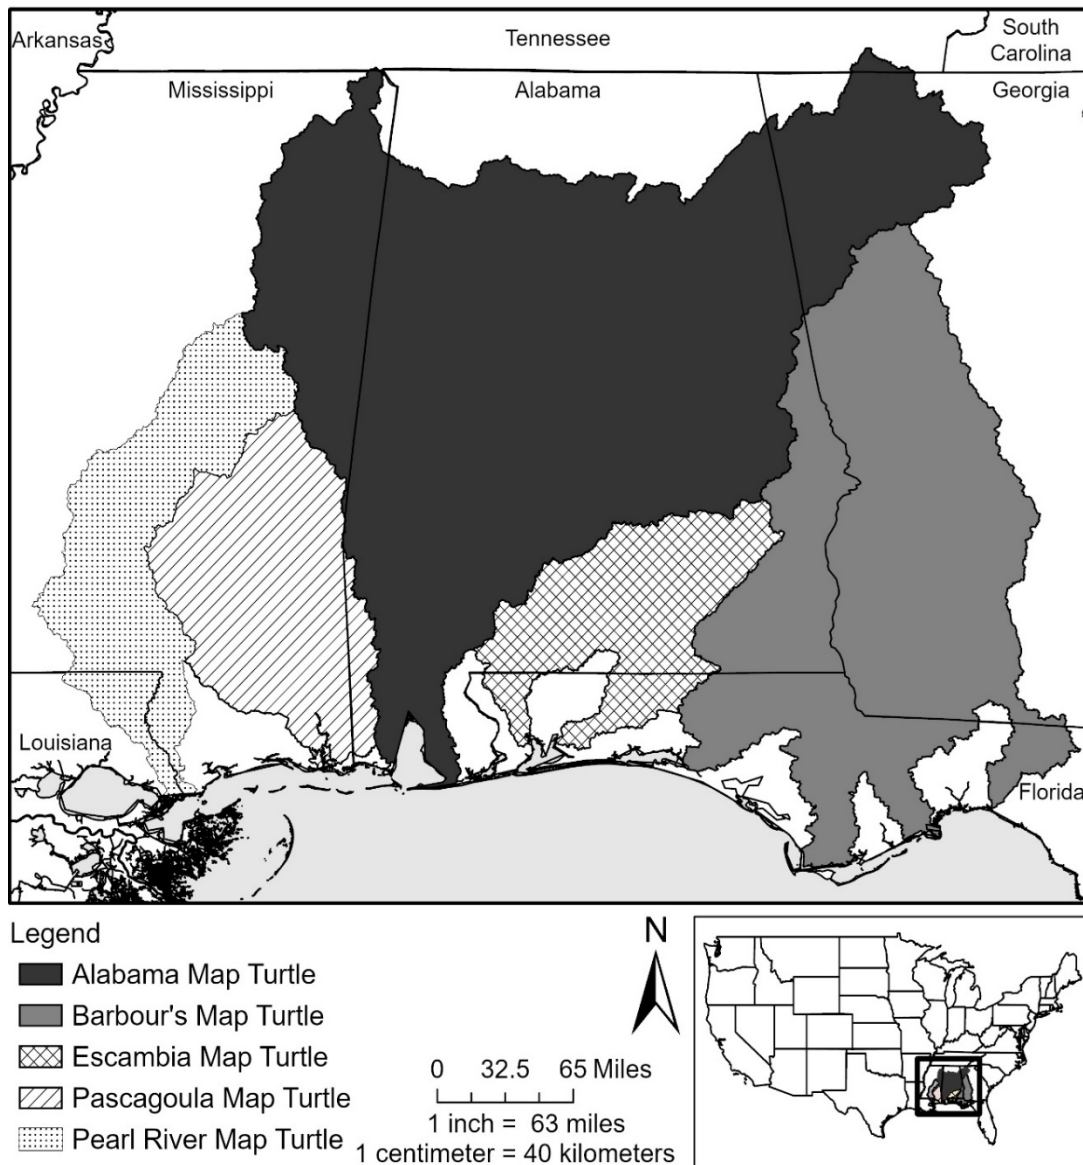 Arkansas
Tennessee
South
Carolina
Mississippi
Alabama
Georgia
Louisiana
Florida
Legend
Alabama Map Turtle
Barbour's Map Turtle
Escambia Map Turtle
Pascagoula Map Turtle
Pearl River Map Turtle
N
0 32.5 65 Miles
1 inch = 63 miles
1 centimeter = 40 kilometers